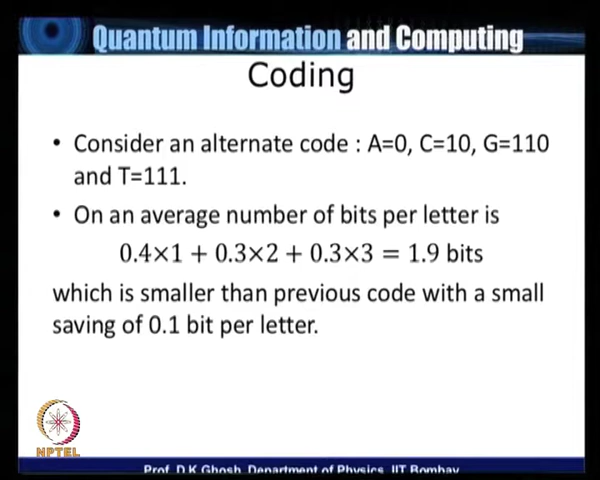 Quantum Information and Computing
Coding
• Consider an alternate code : A=0, C=10, G=110
and T=111.
• On an average number of bits per letter is
0.4×1 + 0.3×2 + 0.3×3 = 1.9 bits
which is smaller than previous code with a small
saving of 0.1 bit per letter.
NPTEL
Prof. D K Ghosh, Department of Physics, IIT Bombay